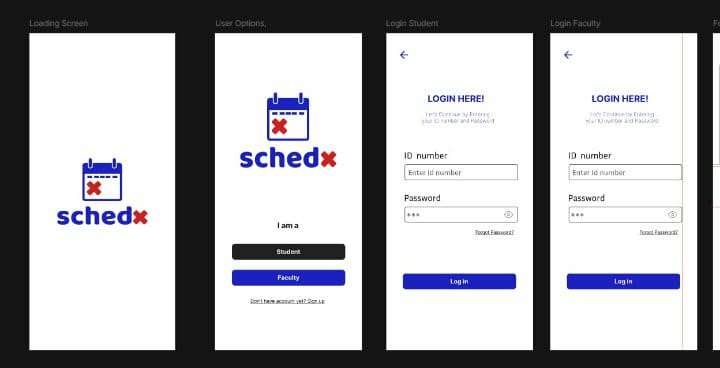 Loading Screen
schedx
User Options,
schedx
I am a
Student
Faculty
Don't have account yet? Sign up
Login Student
LOGIN HERE!
Let's Continue by Entering
your ID number and Password
ID number
Enter Id number
Password
***
Forgot Password?
Log in
Login Faculty
LOGIN HERE!
Let's Continue by Entering
your ID number and Password
ID number
Enter Id number
Password
***
Forgot Password?
Log in